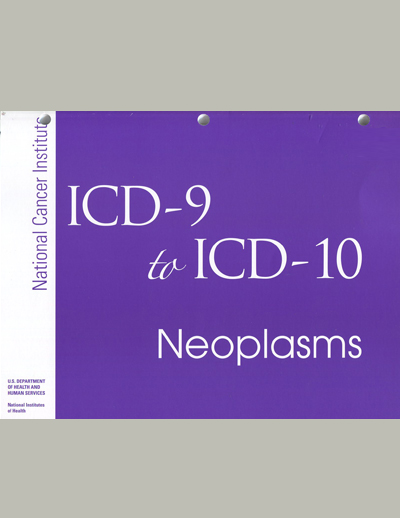 National Cancer Institute
ICD-9
to ICD-10
Neoplasms
U.S. DEPARTMENT
OF HEALTH AND
HUMAN SERVICES
National Institutes
of Health